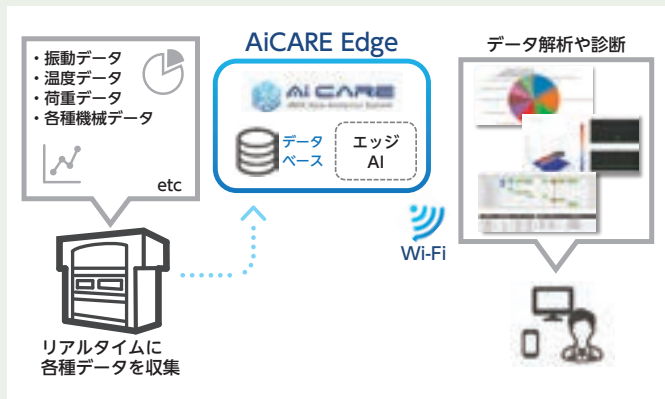 ・振動データ
・温度データ
・荷重データ
・各種機械データ
etc
リアルタイムに
各種データを収集
AiCARE Edge
Ai CARE
データ
ベース
エッジ
AI
Wi-Fi
データ解析や診断